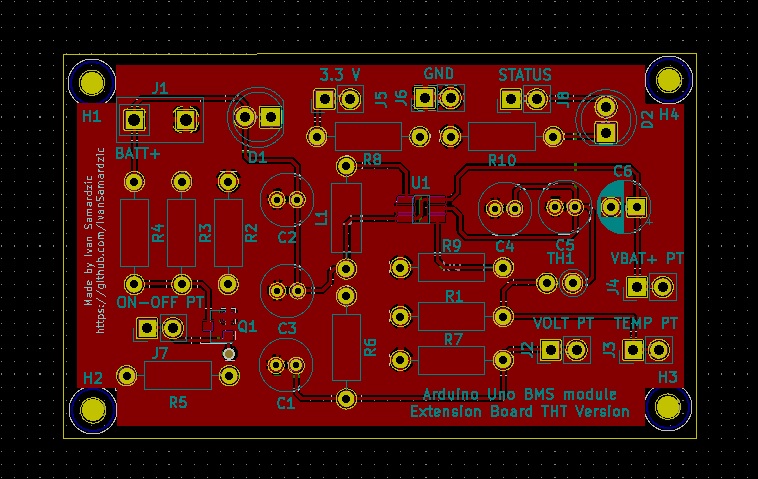 3.3 V
GND
STATUS
J1
J5
J6
J8
H1
H4
D2
BATT+
D1
R8
R10
C6
U1
L1
R4
R3
R2
C2
C4
C5
R9
TH1
VBAT+ PT
Made by Ivan Samardzic
https://github.com/IvanSamardzic
ON-OFF PT
J4
R1
C3
Q1
VOLT PT
TEMP PT
R6
R7
J7
J2
J3
H2
H3
R5
C1
Arduino Uno BMS module
Extension Board THT Version